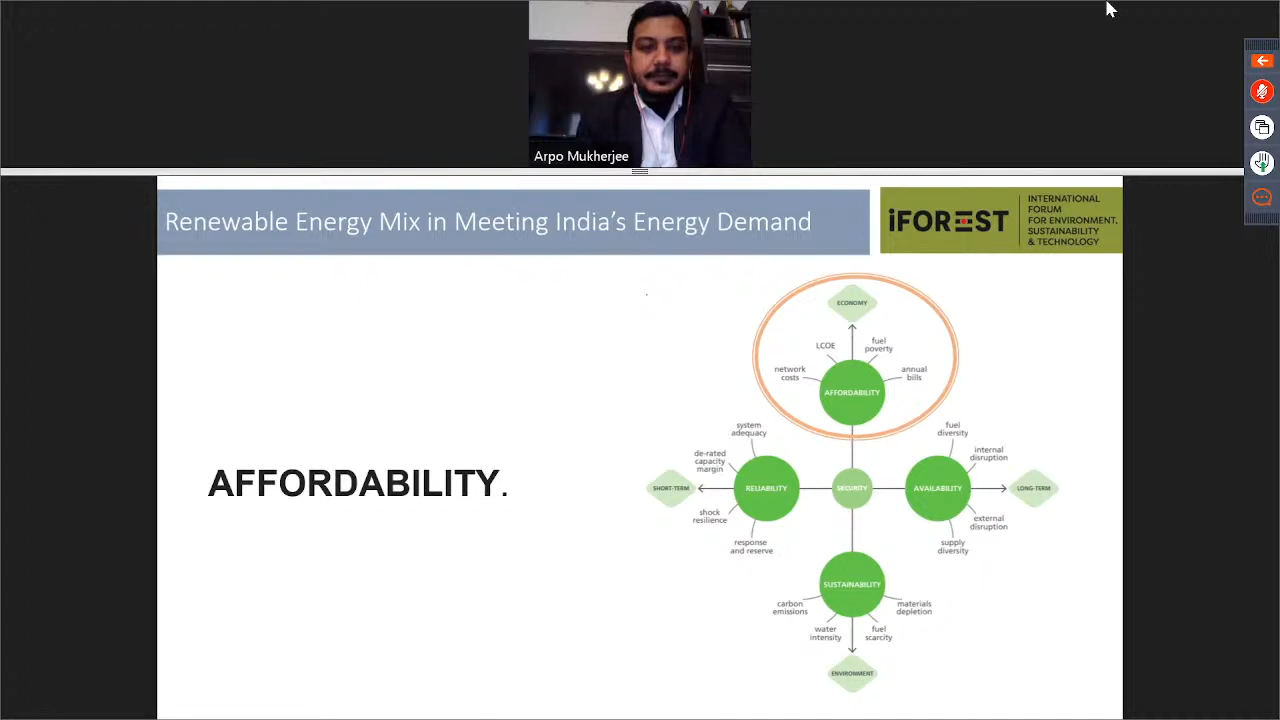 Arpo Mukherjee
Renewable Energy Mix in Meeting India's Energy Demand
iFOREST
INTERNATIONAL
FORUM
FOR ENVIRONMENT,
SUSTAINABILITY
& TECHNOLOGY
AFFORDABILITY.
ECONOMY
LCOE
fuel
poverty
network
costs
annual
bills
AFFORDABILITY
system
adequacy
de-rated
capacity
margin
SHORT-TERM
RELIABILITY
shock
resilience
response
and reserve
SECURITY
fuel
diversity
internal
disruption
AVAILABILITY
LONG-TERM
external
disruption
supply
diversity
SUSTAINABILITY
carbon
emissions
materials
depletion
water
intensity
fuel
scarcity
ENVIRONMENT